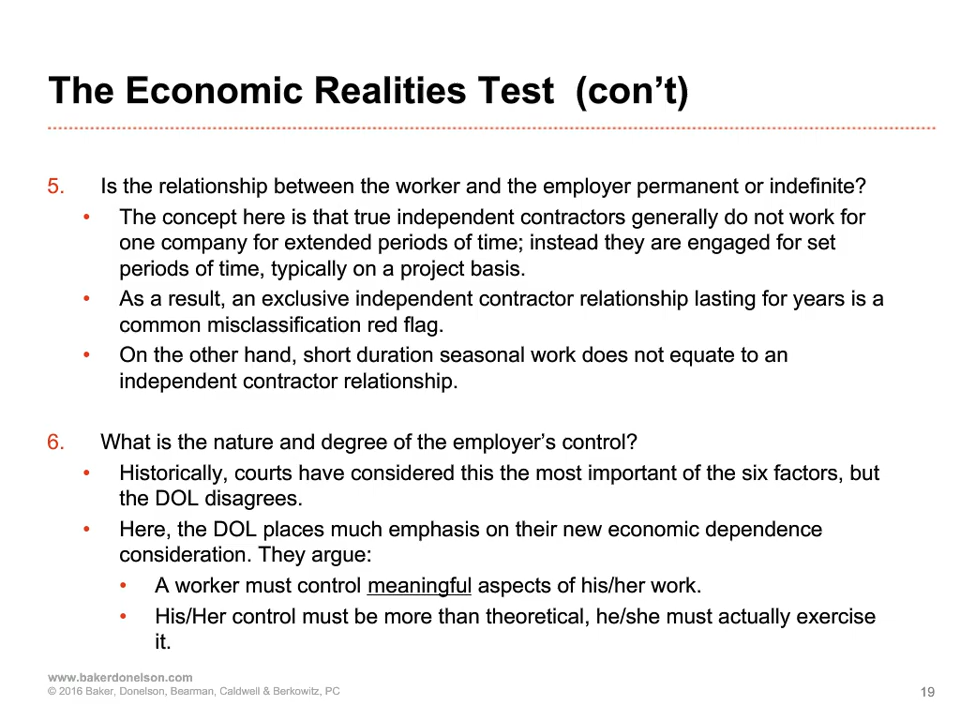 The Economic Realities Test  (con’t)
5. Is the relationship between the worker and the employer permanent or indefinite?
• The concept here is that true independent contractors generally do not work for
one company for extended periods of time; instead they are engaged for set
periods of time, typically on a project basis.
• As a result, an exclusive independent contractor relationship lasting for years is a
common misclassification red flag.
• On the other hand, short duration seasonal work does not equate to an
independent contractor relationship.
6. What is the nature and degree of the employer’s control?
• Historically, courts have considered this the most important of the six factors, but
the DOL disagrees.
• Here, the DOL places much emphasis on their new economic dependence
consideration. They argue:
• A worker must control meaningful aspects of his/her work.
• His/Her control must be more than theoretical, he/she must actually exercise
it.
www.bakerdonelson.com
© 2016 Baker, Donelson, Bearman, Caldwell & Berkowitz, PC
19